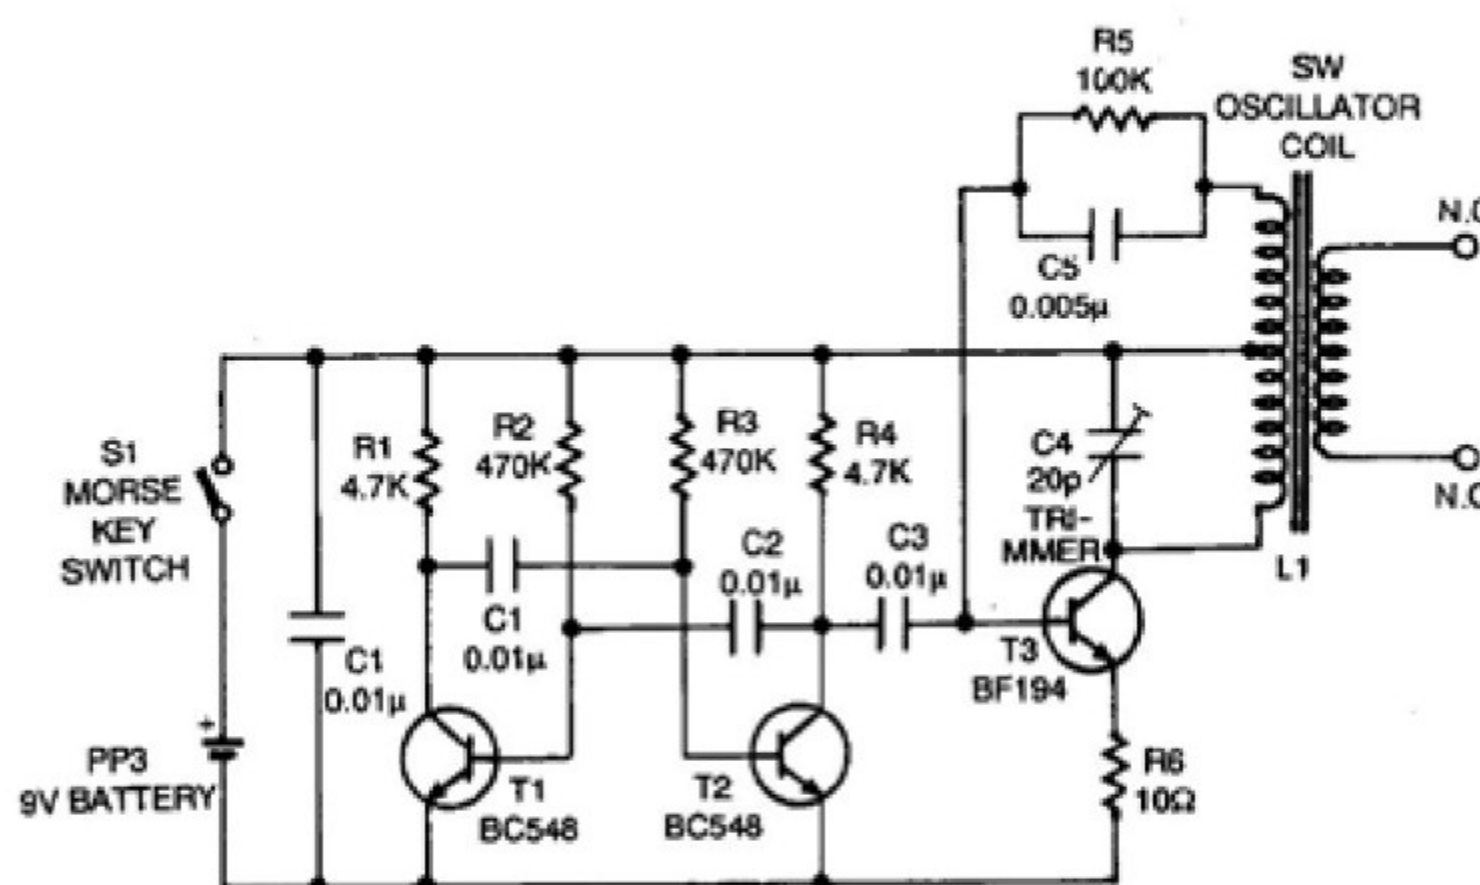 R5
100K
SW
OSCILLATOR
COIL
C5
0.005µ
S1
MORSE
KEY
SWITCH
R1
4.7K
R2
470K
R3
470K
R4
4.7K
C4
20p
TRI-
MMER
L1
C1
0.01µ
C2
0.01µ
C3
0.01µ
C1
0.01µ
T3
BF194
+
PP3
9V BATTERY
T1
BC548
T2
BC548
R6
10Ω